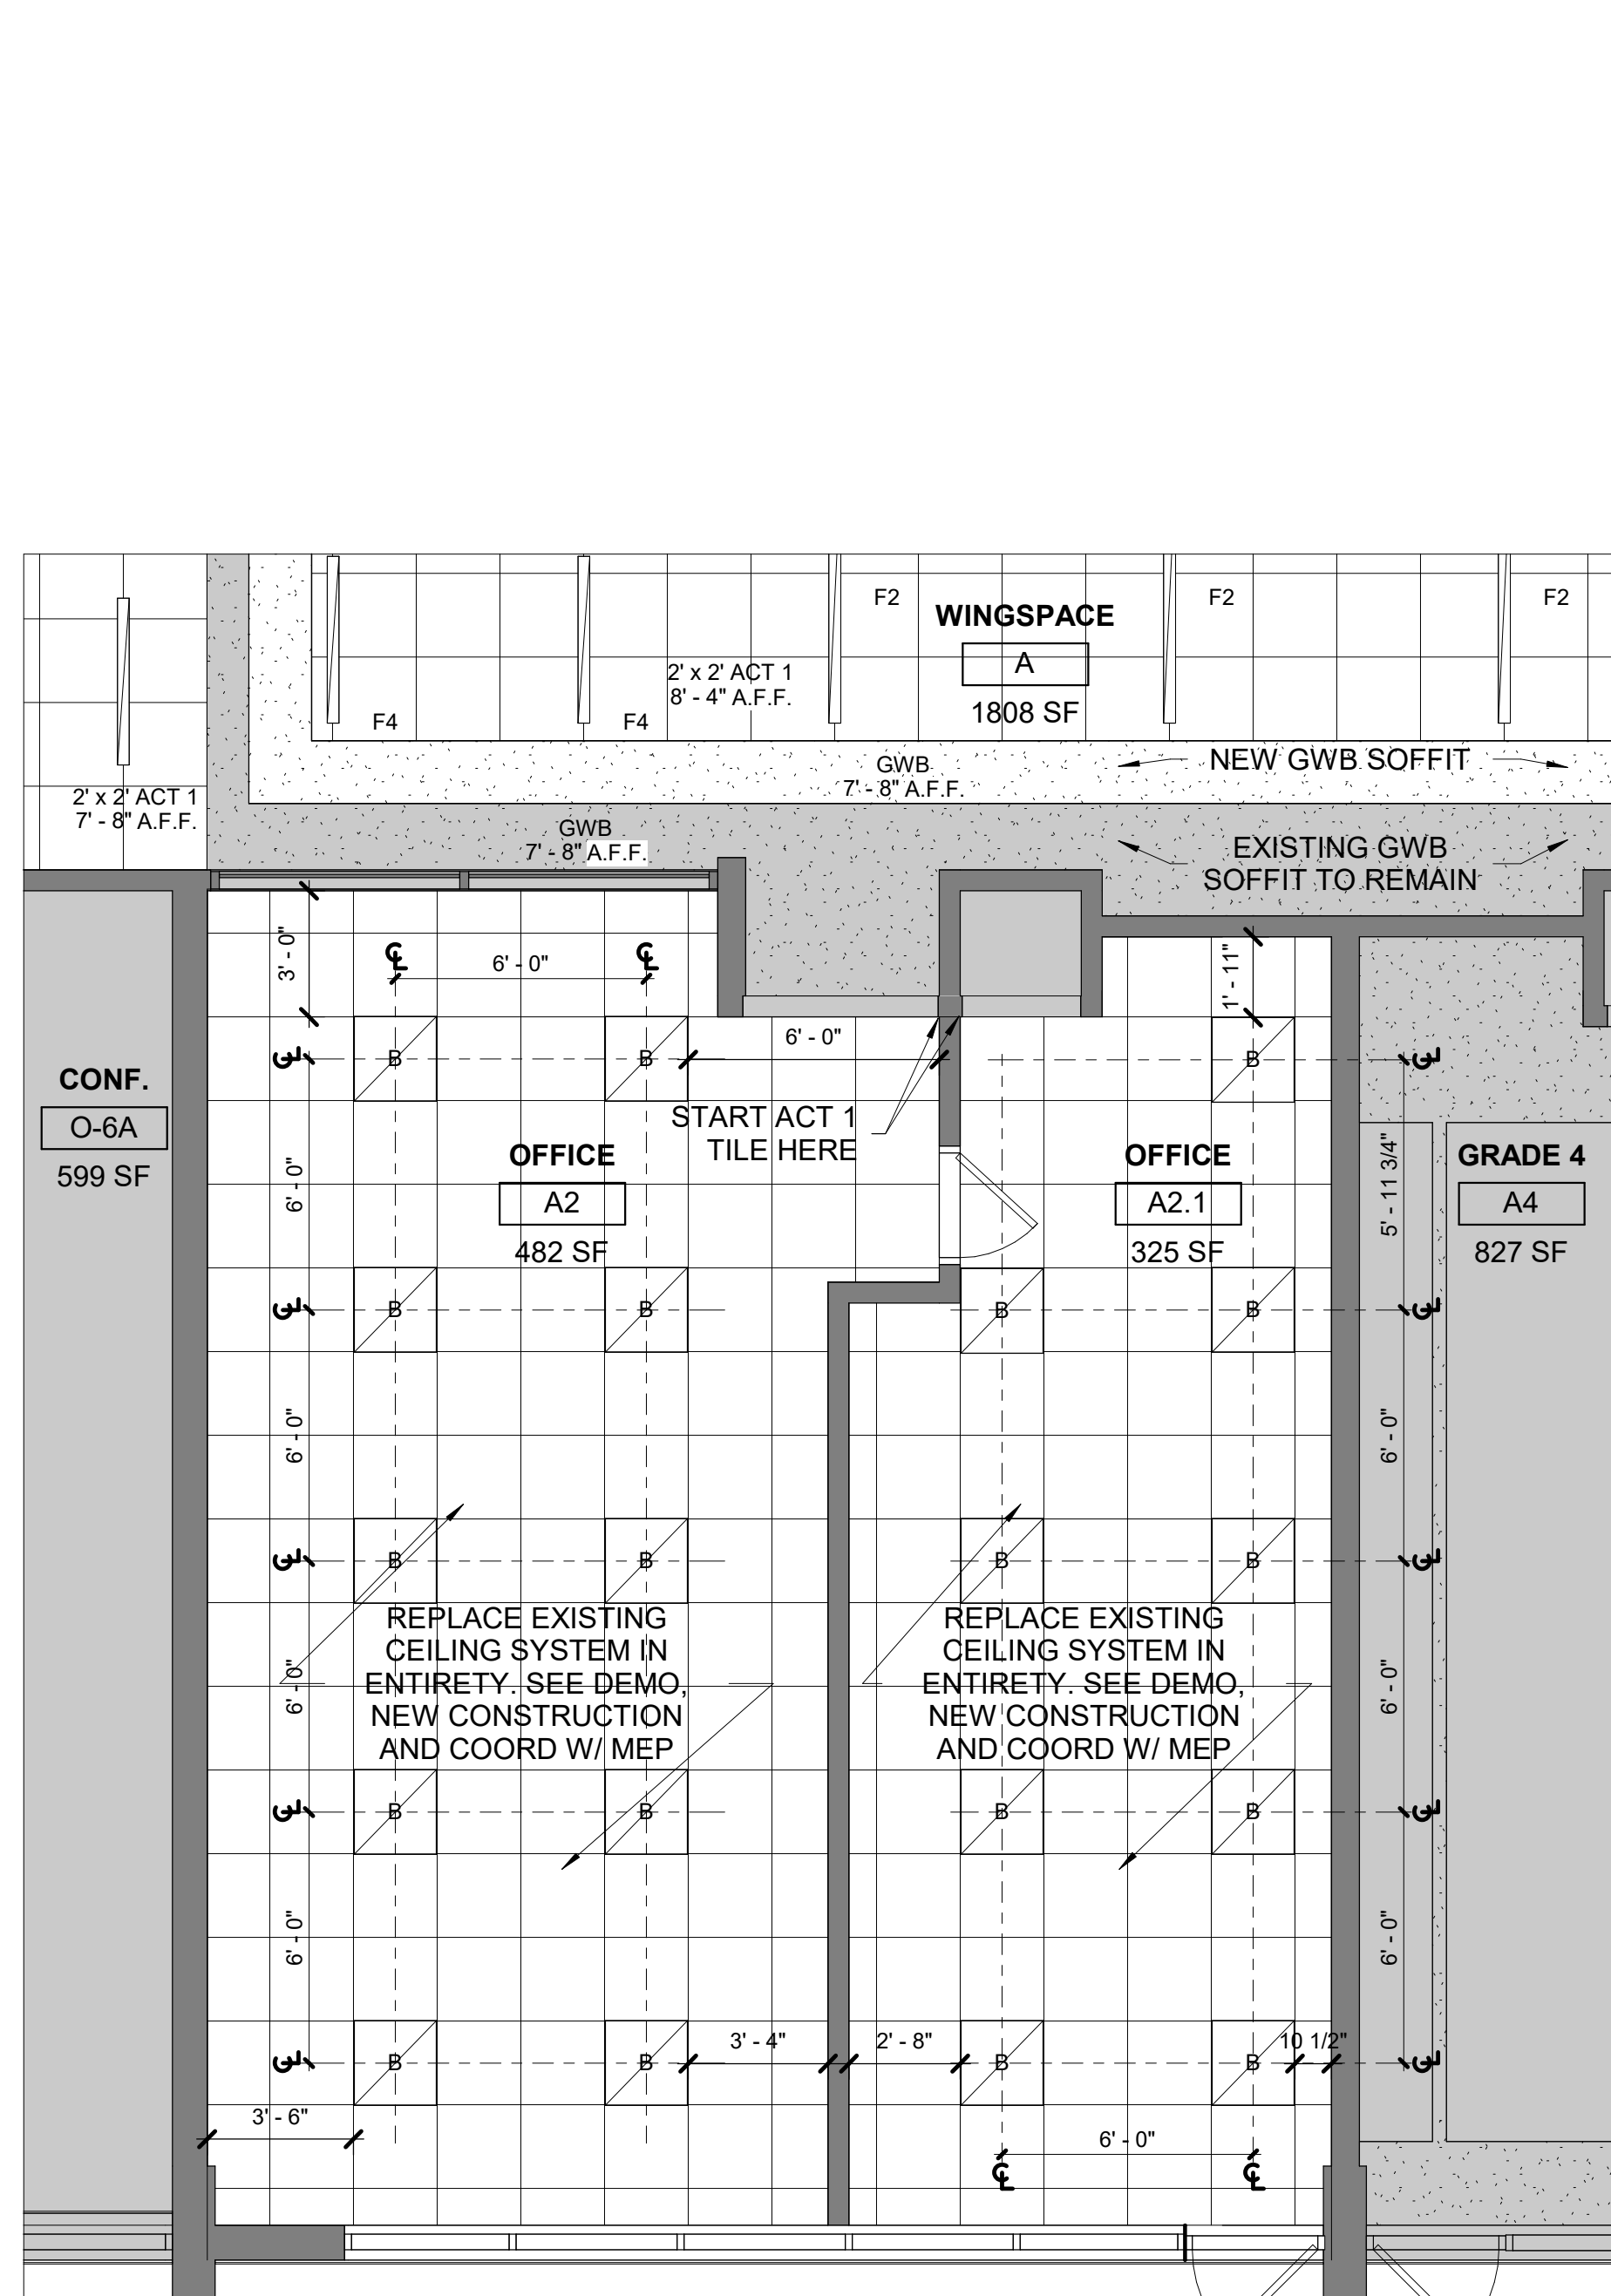 F2
F2
F2
WINGSPACE
A
1808 SF
2' x 2' ACT 1
8' - 4" A.F.F.
F4
F4
2' x 2' ACT 1
7' - 8" A.F.F.
GWB
7' - 8" A.F.F.
NEW GWB SOFFIT
GWB
7' - 8" A.F.F.
EXISTING GWB
SOFFIT TO REMAIN
3' - 0"
6' - 0"
1' - 11"
6' - 0"
B
B
B
CONF.
O-6A
599 SF
START ACT 1
TILE HERE
OFFICE
A2
482 SF
OFFICE
A2.1
325 SF
GRADE 4
A4
827 SF
6' - 0"
5' - 11 3/4"
B
B
B
B
6' - 0"
6' - 0"
B
B
B
B
REPLACE EXISTING
CEILING SYSTEM IN
ENTIRETY. SEE DEMO,
NEW CONSTRUCTION
AND COORD W/ MEP
REPLACE EXISTING
CEILING SYSTEM IN
ENTIRETY. SEE DEMO,
NEW CONSTRUCTION
AND COORD W/ MEP
6' - 0"
6' - 0"
B
B
B
B
6' - 0"
6' - 0"
3' - 4"
2' - 8"
10 1/2"
B
B
B
B
3' - 6"
6' - 0"